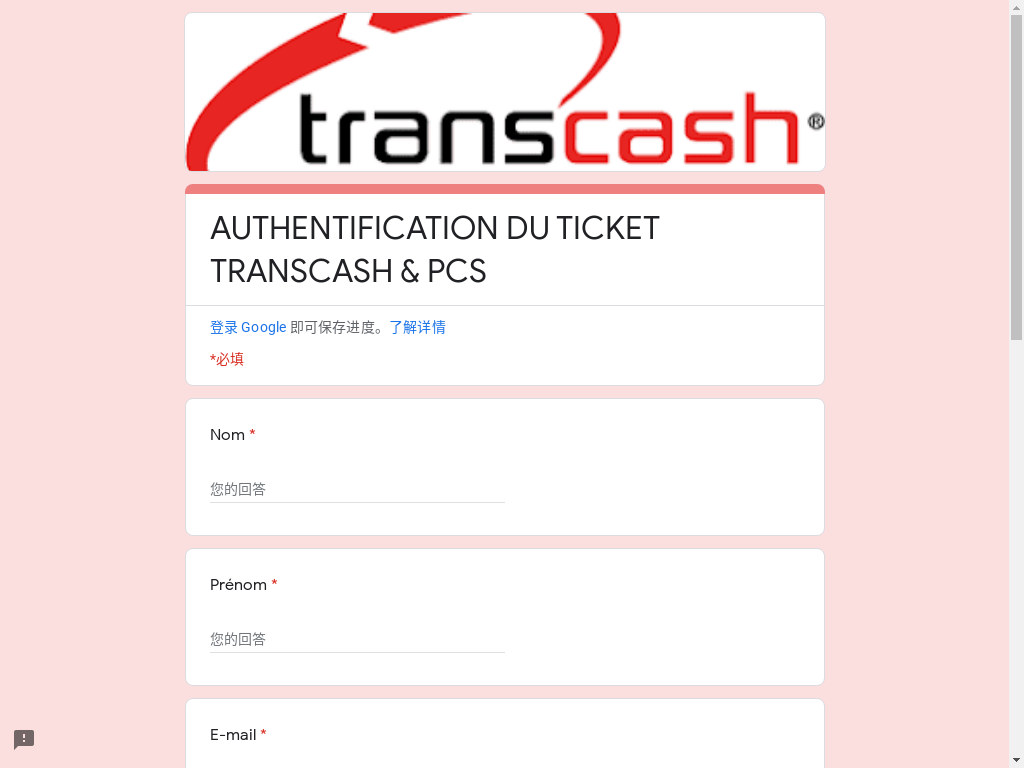 transcash®
AUTHENTIFICATION DU TICKET
TRANSCASH & PCS
登录 Google 即可保存进度。了解详情
*必填
Nom *
您的回答
Prénom *
您的回答
E-mail *